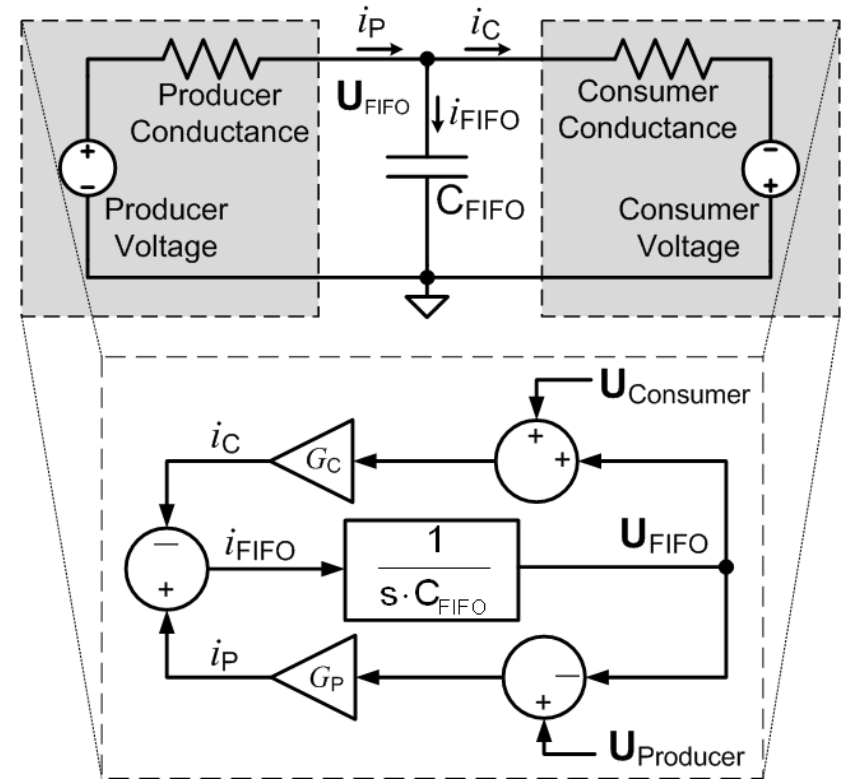 iP
iC
+
-
Producer
Conductance
UFIFO
iFIFO
Consumer
Conductance
-
+
Producer
Voltage
CFIFO
Consumer
Voltage
UConsumer
iC
GC
+
+
—
+
iFIFO
1
s·CFIFO
UFIFO
iP
GP
—
+
UProducer